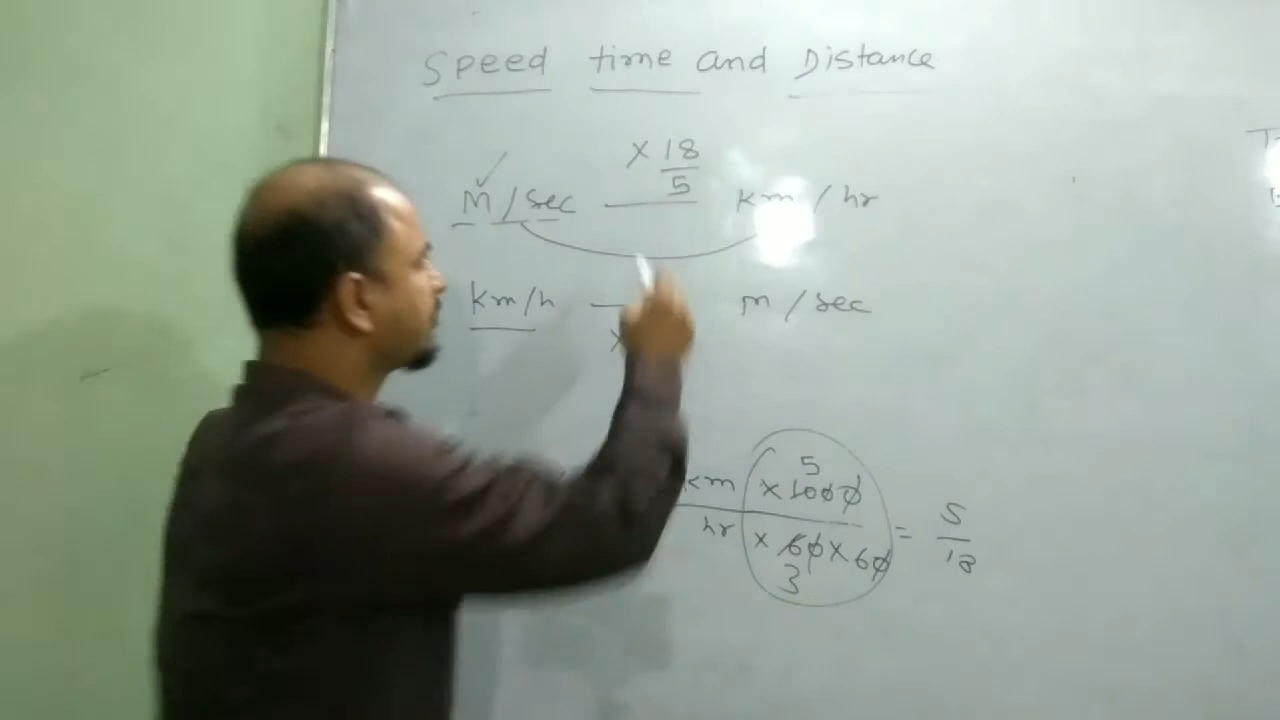 Speed time and Distance
× 18/5
M/sec km/hr
km/h m/sec
×
5
km × 1000
hr × 60 × 60 = 5/18
3